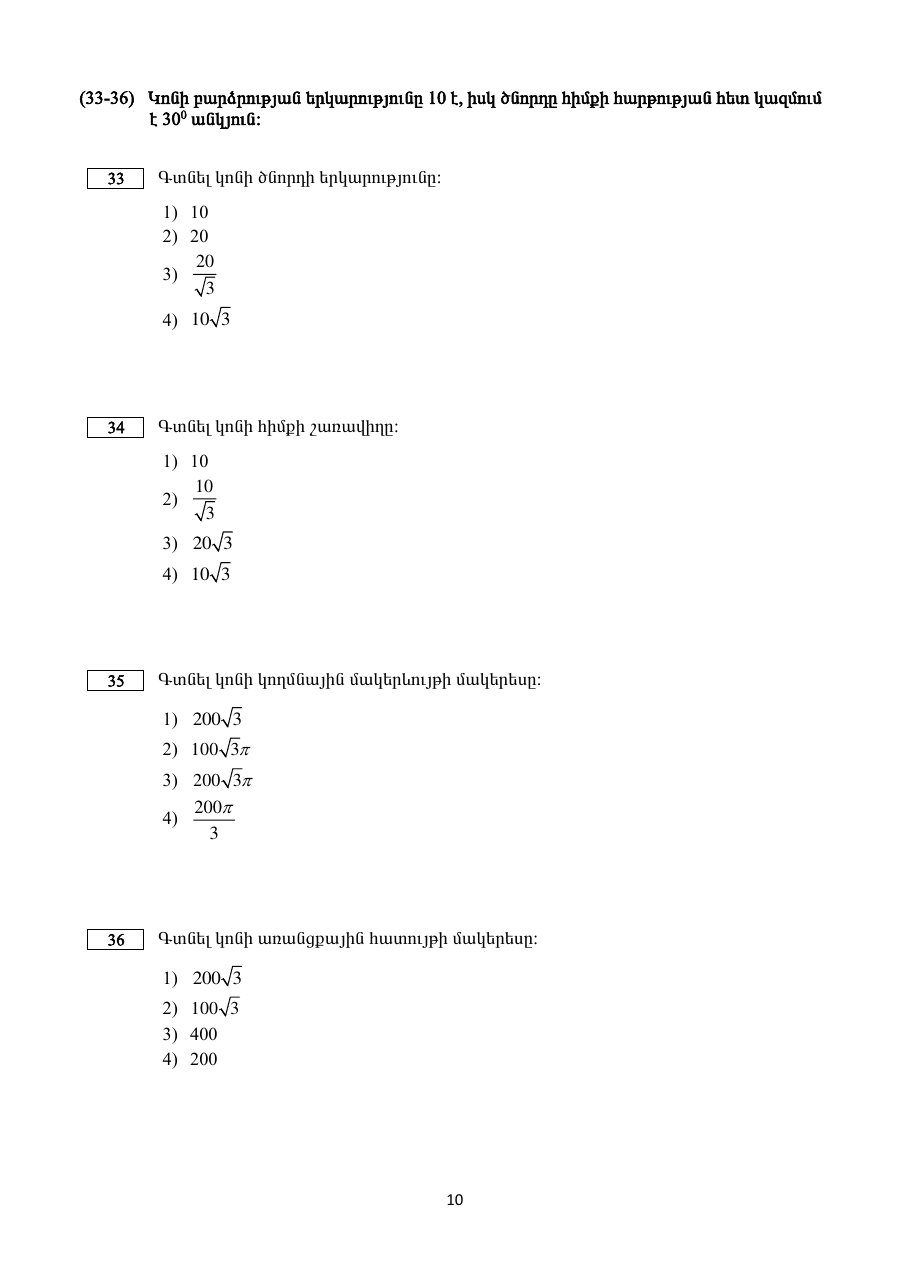 (33-36) Կոնի բարձրության երկարությունը 10 է, իսկ ծնորդը հիմքի հարթության հետ կազմում
է 30⁰ անկյուն:
33 Գտնել կոնի ծնորդի երկարությունը:
1) 10
2) 20
3) 20/√3
4) 10√3
34 Գտնել կոնի հիմքի շառավիղը:
1) 10
2) 10/√3
3) 20√3
4) 10√3
35 Գտնել կոնի կողմնային մակերևույթի մակերեսը:
1) 200√3
2) 100√3π
3) 200√3π
4) 200π/3
36 Գտնել կոնի առանցքային հատույթի մակերեսը:
1) 200√3
2) 100√3
3) 400
4) 200
10